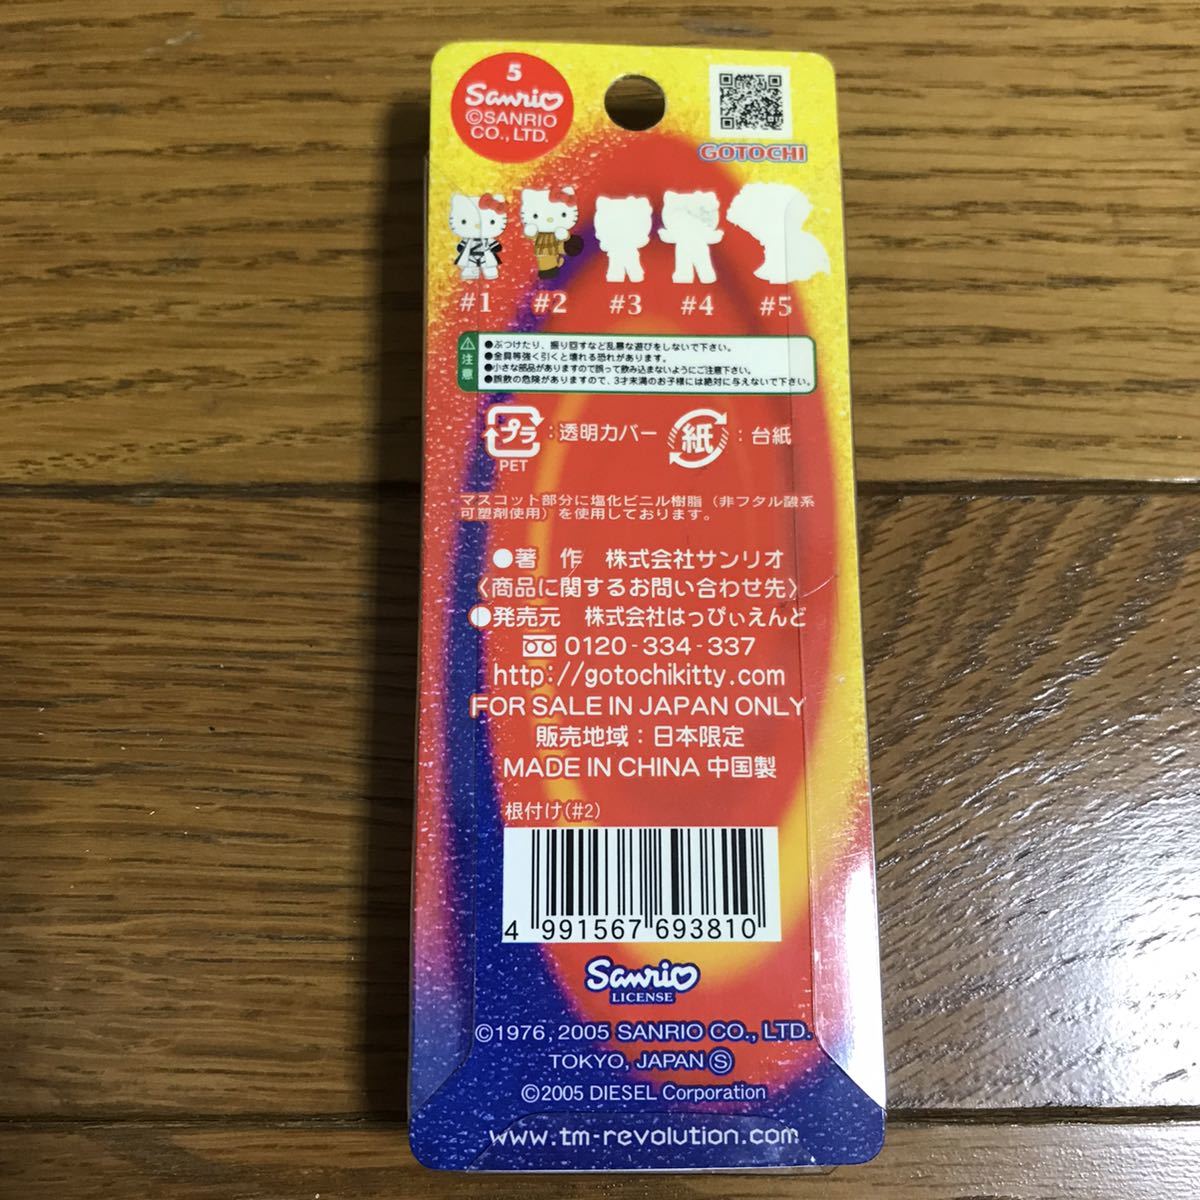 5
Sanrio
©SANRIO
CO., LTD.
GOTOCHI
#1 #2 #3 #4 #5
注意
●ぶつけたり、振り回すなど乱暴な遊びをしないで下さい。
●金具等強く引くと壊れる恐れがあります。
●小さな部品がありますので誤って飲み込まないようにご注意下さい。
●誤飲の危険がありますので、3才未満のお子様には絶対に与えないで下さい。
プラ : 透明カバー 紙 : 台紙
PET
マスコット部分に塩化ビニル樹脂（非フタル酸系
可塑剤使用）を使用しております。
●著 作 株式会社サンリオ
〈商品に関するお問い合わせ先〉
●発売元 株式会社はっぴぃえんど
0120-334-337
http://gotochikitty.com
FOR SALE IN JAPAN ONLY
販売地域：日本限定
MADE IN CHINA 中国製
根付け(#2)
4 991567 693810
Sanrio
LICENSE
©1976, 2005 SANRIO CO., LTD.
TOKYO, JAPAN Ⓢ
©2005 DIESEL Corporation
www.tm-revolution.com